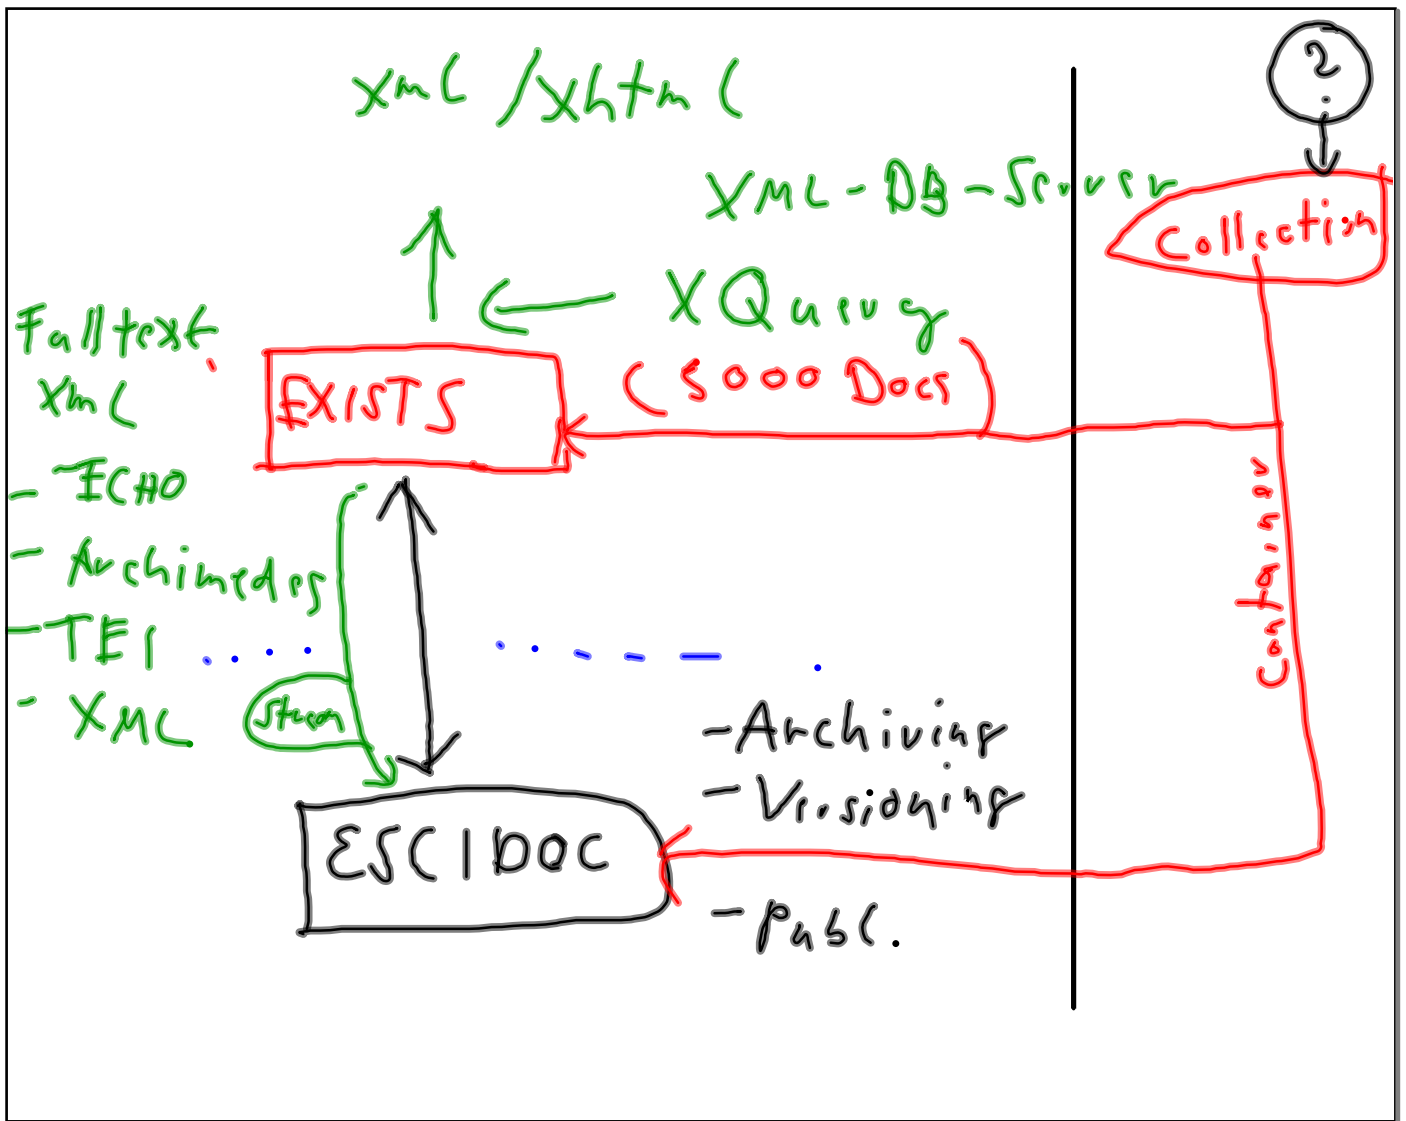 ?
xml/xhtml
XML-DB-Server
Collection
XQuery
Fulltext
XML
(5000 Docs)
EXISTS
- ECHO
- Archimedes
- TEI
- XML
Container
Stream
- Archiving
- Versioning
ESCIDOC
- Publ.